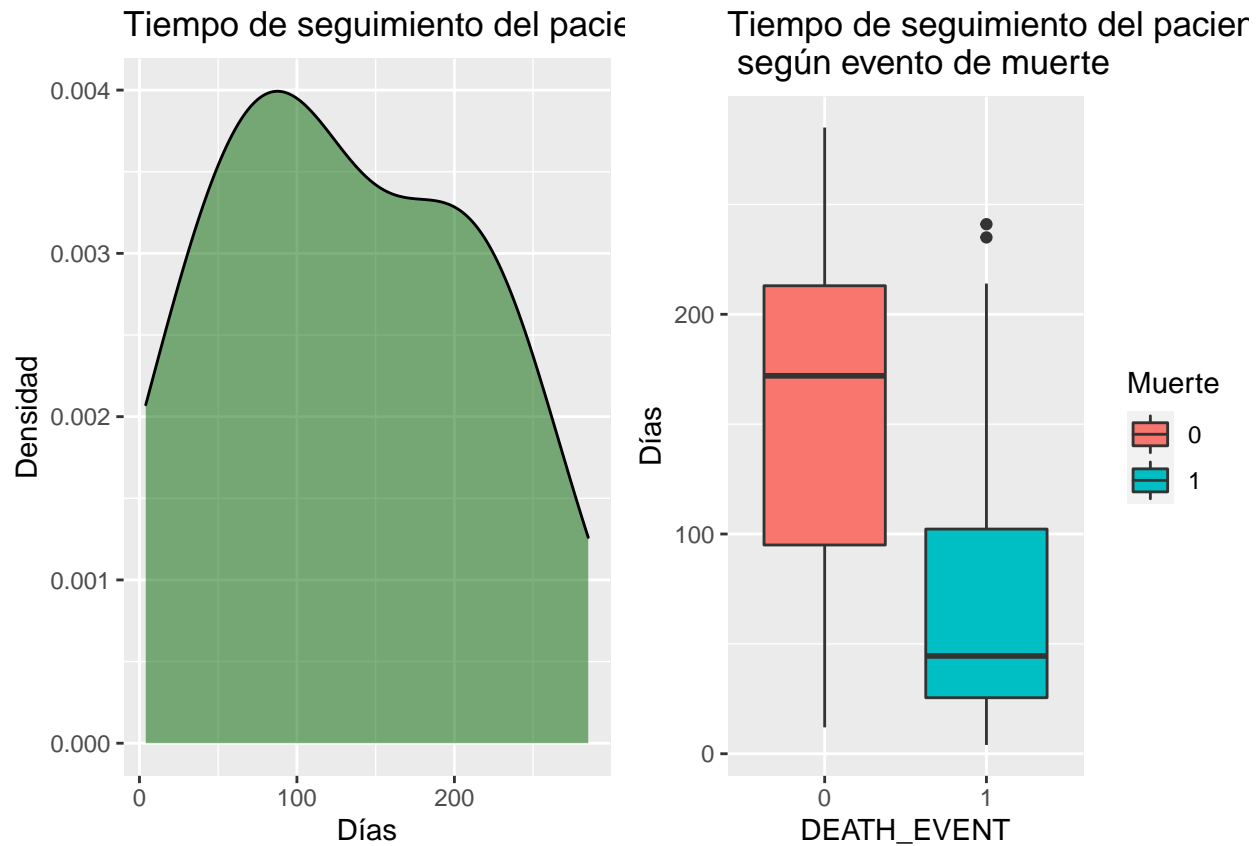 Tiempo de seguimiento del pacie
Densidad
0.004
0.003
0.002
0.001
0.000
0
100
200
Días
Tiempo de seguimiento del pacien
según evento de muerte
Días
200
100
0
0
1
DEATH_EVENT
Muerte
0
1